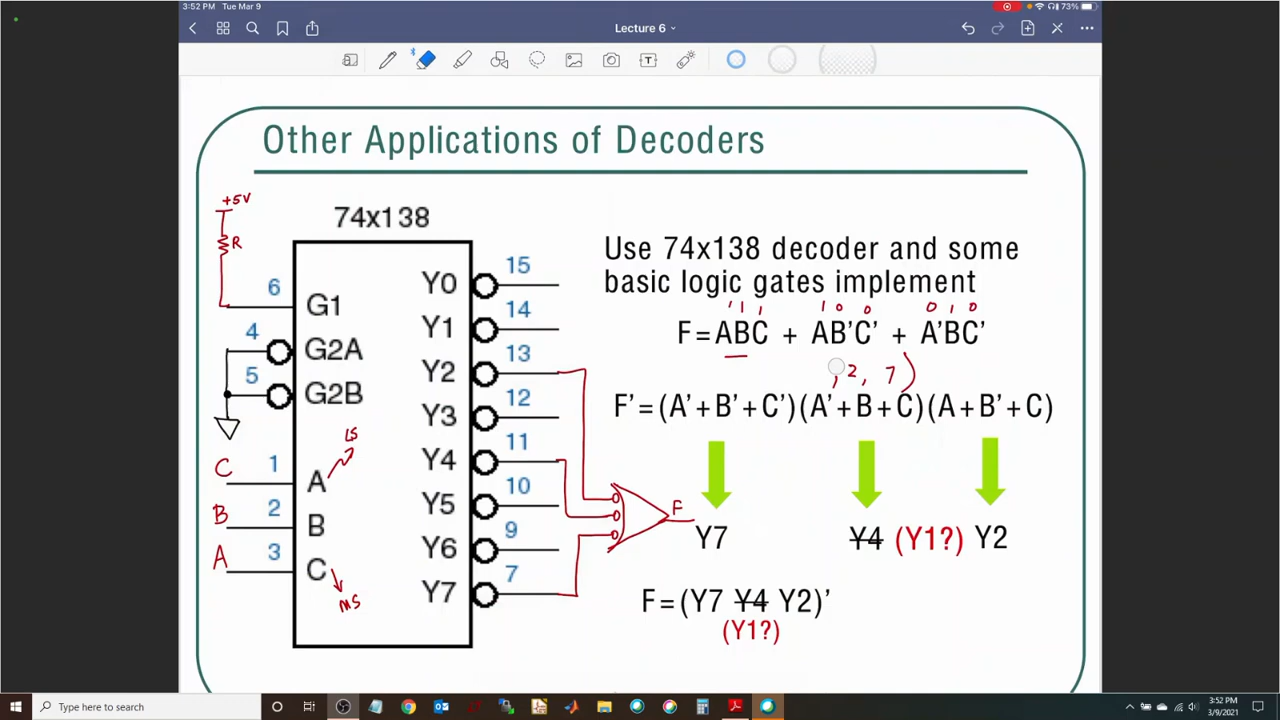 3:52 PM Tue Mar 9
73%
Lecture 6
Other Applications of Decoders
+5V
R
74x138
6 G1
4 G2A
5 G2B
C 1 A LS
B 2 B
A 3 C MS
Y0 15
Y1 14
Y2 13
Y3 12
Y4 11
Y5 10
Y6 9
Y7 7
F
Use 74x138 decoder and some
basic logic gates implement
1 1 1 1 0 0 0 1 0
F=ABC + AB'C' + A'BC'
, 2, 7)
F'=(A'+B'+C')(A'+B+C)(A+B'+C)
Y7 Y4 (Y1?) Y2
F=(Y7 Y4 Y2)'
(Y1?)
Type here to search
3:52 PM
3/9/2021